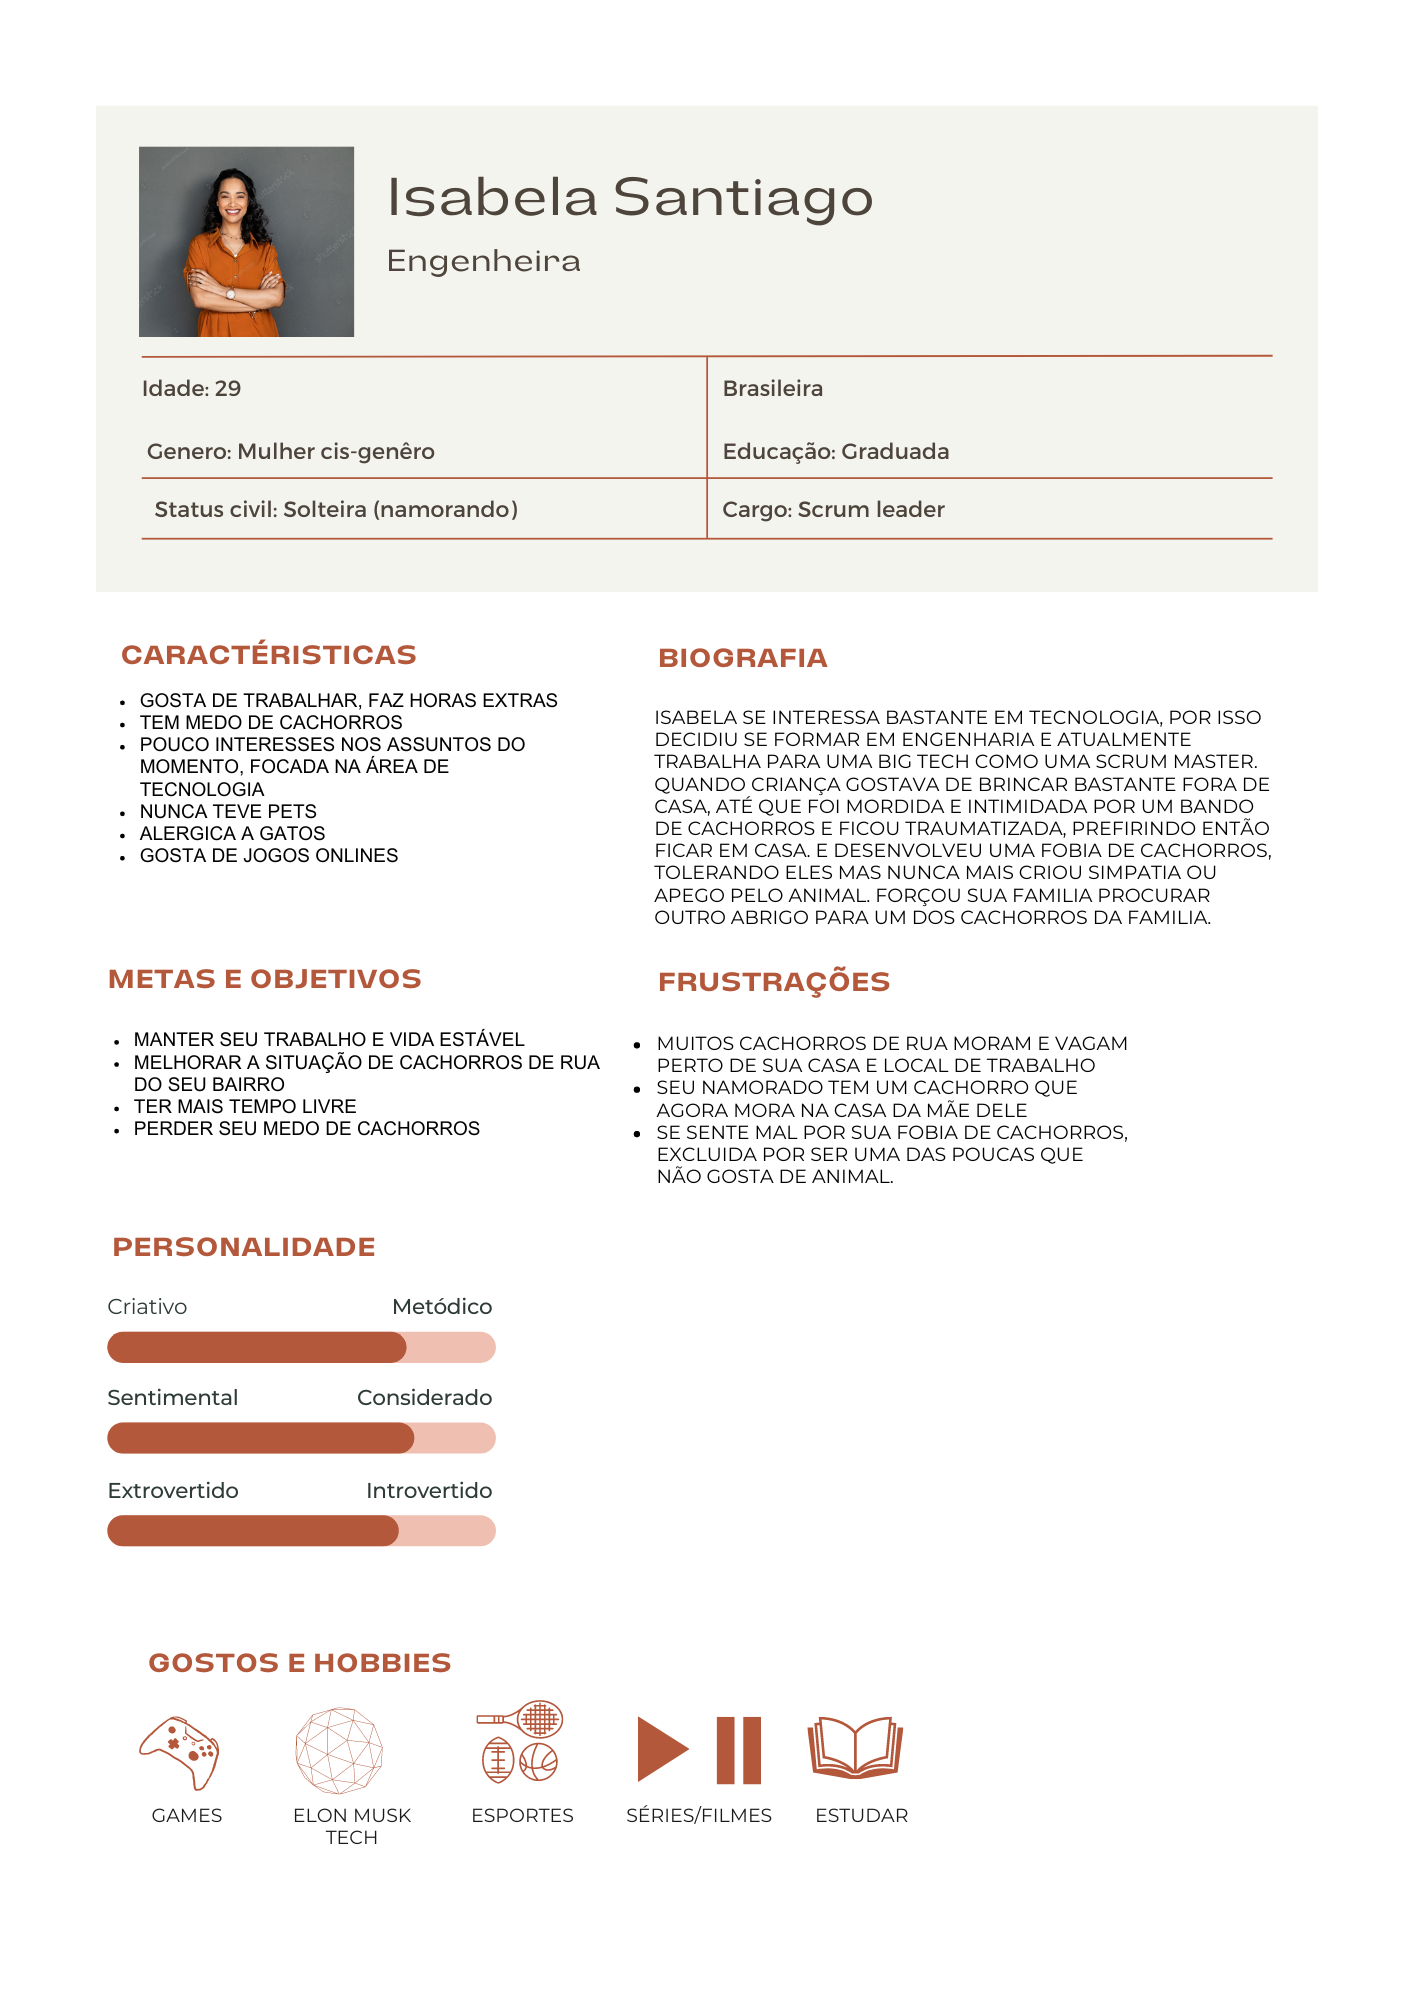 Isabela Santiago
Engenheira
Idade: 29
Brasileira
Genero: Mulher cis-genêro
Educação: Graduada
Status civil: Solteira (namorando)
Cargo: Scrum leader
CARACTÉRISTICAS
• GOSTA DE TRABALHAR, FAZ HORAS EXTRAS
• TEM MEDO DE CACHORROS
• POUCO INTERESSES NOS ASSUNTOS DO
MOMENTO, FOCADA NA ÁREA DE
TECNOLOGIA
• NUNCA TEVE PETS
• ALERGICA A GATOS
• GOSTA DE JOGOS ONLINES
BIOGRAFIA
ISABELA SE INTERESSA BASTANTE EM TECNOLOGIA, POR ISSO
DECIDIU SE FORMAR EM ENGENHARIA E ATUALMENTE
TRABALHA PARA UMA BIG TECH COMO UMA SCRUM MASTER.
QUANDO CRIANÇA GOSTAVA DE BRINCAR BASTANTE FORA DE
CASA, ATÉ QUE FOI MORDIDA E INTIMIDADA POR UM BANDO
DE CACHORROS E FICOU TRAUMATIZADA, PREFIRINDO ENTÃO
FICAR EM CASA. E DESENVOLVEU UMA FOBIA DE CACHORROS,
TOLERANDO ELES MAS NUNCA MAIS CRIOU SIMPATIA OU
APEGO PELO ANIMAL. FORÇOU SUA FAMILIA PROCURAR
OUTRO ABRIGO PARA UM DOS CACHORROS DA FAMILIA.
METAS E OBJETIVOS
• MANTER SEU TRABALHO E VIDA ESTÁVEL
• MELHORAR A SITUAÇÃO DE CACHORROS DE RUA
DO SEU BAIRRO
• TER MAIS TEMPO LIVRE
• PERDER SEU MEDO DE CACHORROS
FRUSTRAÇÕES
• MUITOS CACHORROS DE RUA MORAM E VAGAM
PERTO DE SUA CASA E LOCAL DE TRABALHO
• SEU NAMORADO TEM UM CACHORRO QUE
AGORA MORA NA CASA DA MÃE DELE
• SE SENTE MAL POR SUA FOBIA DE CACHORROS,
EXCLUIDA POR SER UMA DAS POUCAS QUE
NÃO GOSTA DE ANIMAL.
PERSONALIDADE
Criativo Metódico
Sentimental Considerado
Extrovertido Introvertido
GOSTOS E HOBBIES
GAMES
ELON MUSK
TECH
ESPORTES
SÉRIES/FILMES
ESTUDAR